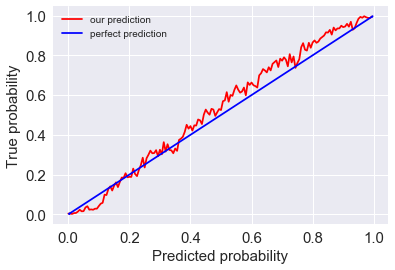 our prediction
perfect prediction
1.0
0.8
0.6
0.4
0.2
0.0
True probability
0.0 0.2 0.4 0.6 0.8 1.0
Predicted probability